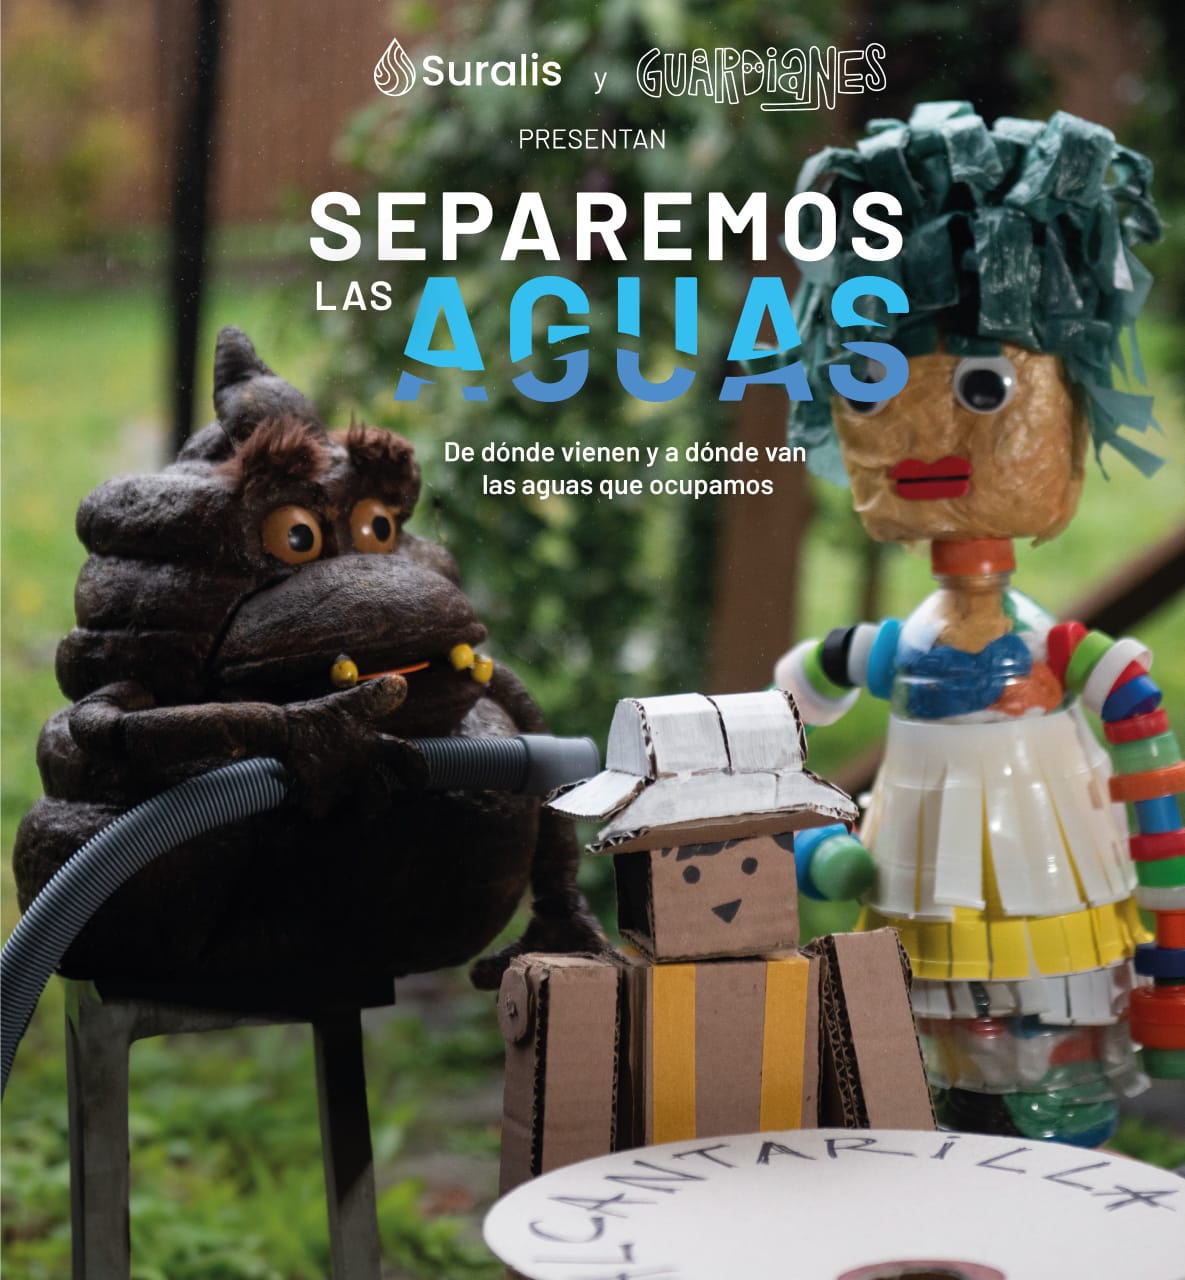 Suralis y GUARDIANES
PRESENTAN
SEPAREMOS
LAS AGUAS
De dónde vienen y a dónde van
las aguas que ocupamos
ALCANTARILLA